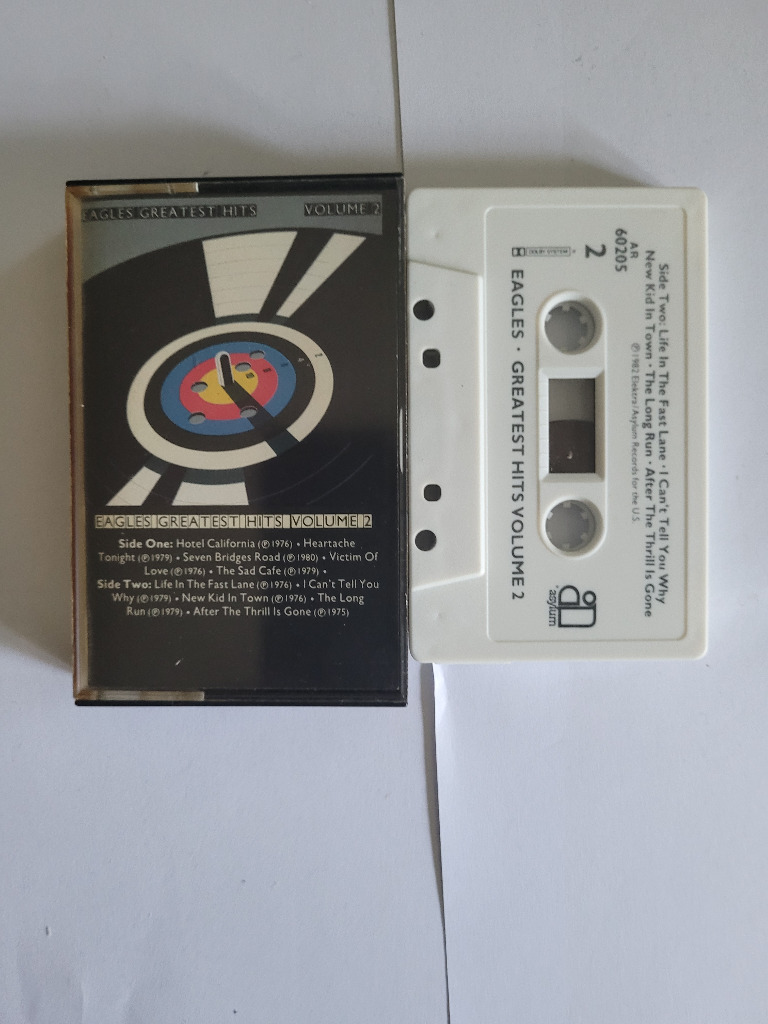 EAGLES GREATEST HITS VOLUME 2
EAGLES GREATEST HITS VOLUME 2
Side One: Hotel California (℗1976) • Heartache
Tonight (℗1979) • Seven Bridges Road (℗1980) • Victim Of
Love (℗1976) • The Sad Cafe (℗1979) •
Side Two: Life In The Fast Lane (℗1976) • I Can't Tell You
Why (℗1979) • New Kid In Town (℗1976) • The Long
Run (℗1979) • After The Thrill Is Gone (℗1975)
Side Two: Life In The Fast Lane • I Can't Tell You Why
New Kid In Town • The Long Run • After The Thrill Is Gone
℗1982 Elektra/Asylum Records for the U.S.
AR
60205
2
DOLBY SYSTEM
asylum
EAGLES • GREATEST HITS VOLUME 2